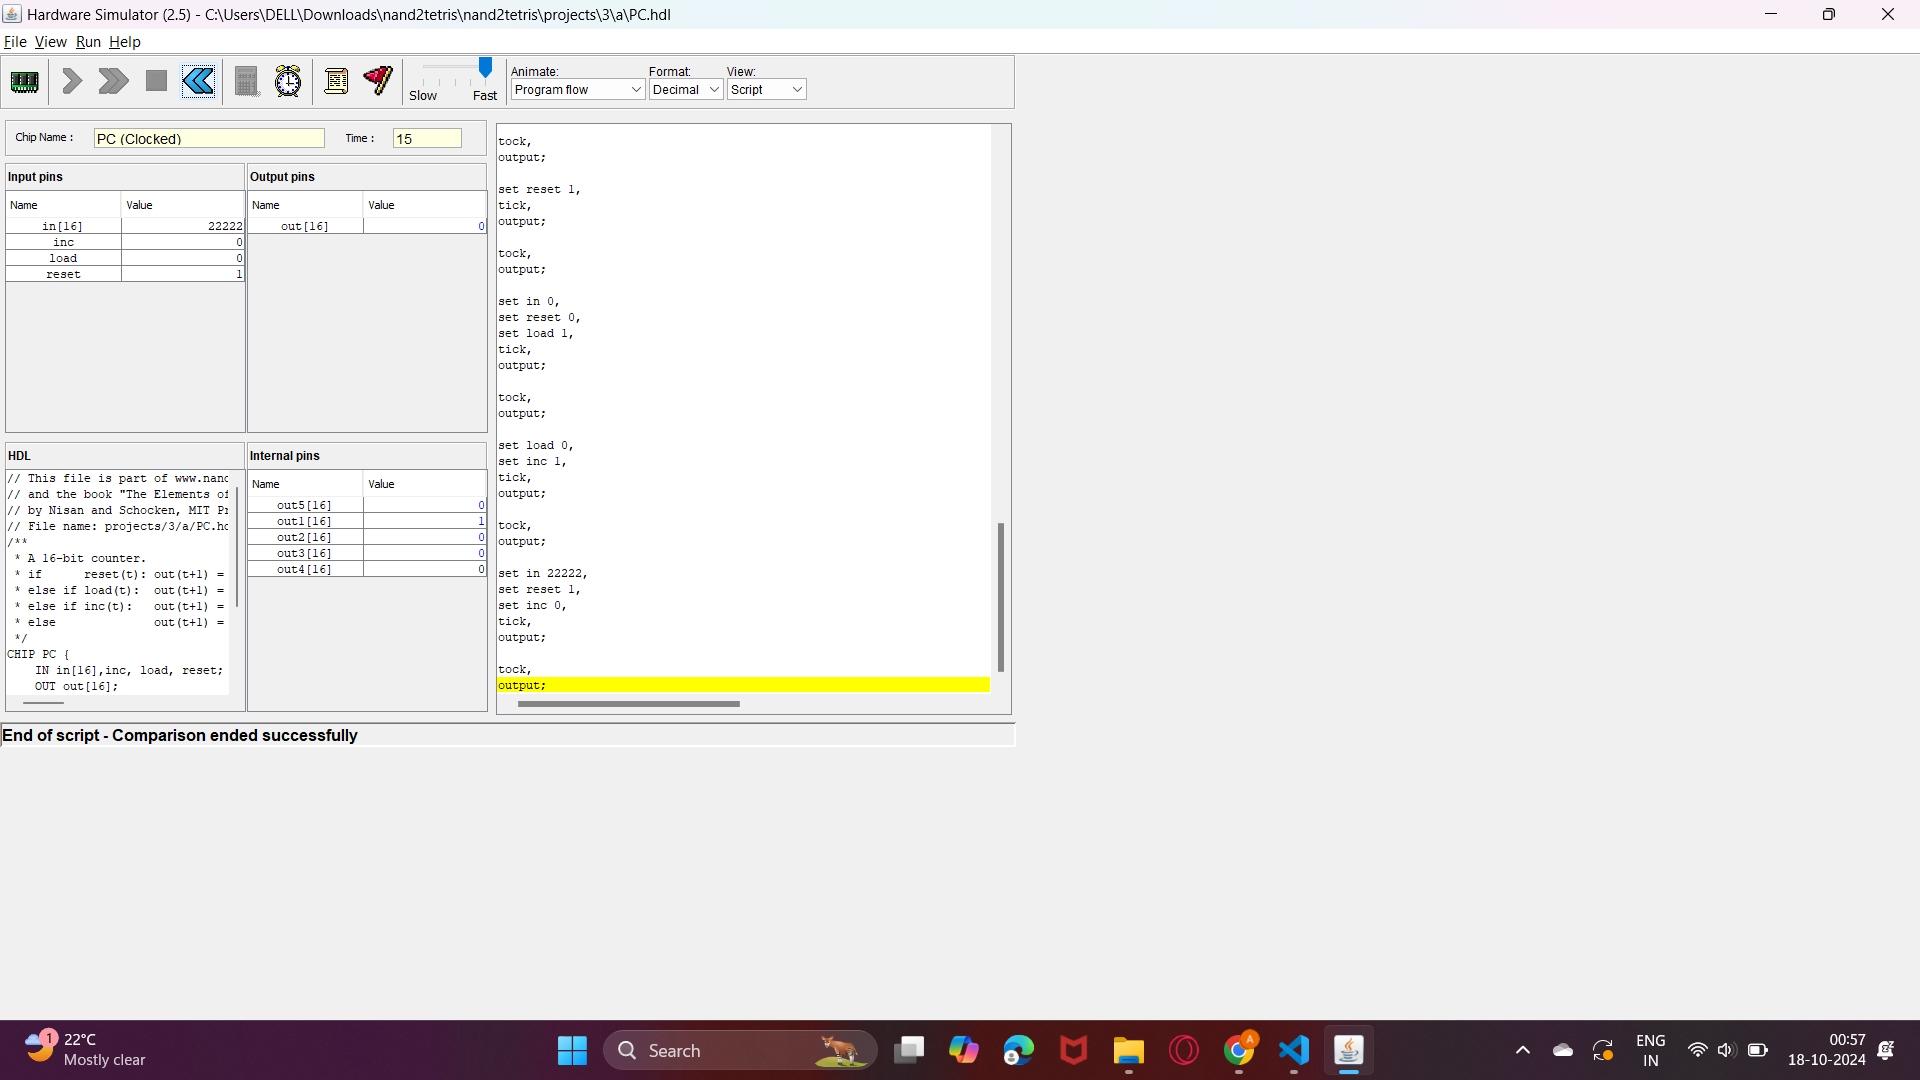 Hardware Simulator (2.5) - C:\Users\DELL\Downloads\nand2tetris\nand2tetris\projects\3\a\PC.hdl
File View Run Help
Slow Fast
Animate: Format: View:
Program flow Decimal Script
Chip Name : PC (Clocked) Time : 15
Input pins
Name Value
in[16] 22222
inc 0
load 0
reset 1
Output pins
Name Value
out[16] 0
HDL
// This file is part of www.nand
// and the book "The Elements of
// by Nisan and Schocken, MIT Pr
// File name: projects/3/a/PC.hd
/**
* A 16-bit counter.
* if reset(t): out(t+1) =
* else if load(t): out(t+1) =
* else if inc(t): out(t+1) =
* else out(t+1) =
*/
CHIP PC {
IN in[16],inc, load, reset;
OUT out[16];
Internal pins
Name Value
out5[16] 0
out1[16] 1
out2[16] 0
out3[16] 0
out4[16] 0
tock,
output;
set reset 1,
tick,
output;
tock,
output;
set in 0,
set reset 0,
set load 1,
tick,
output;
tock,
output;
set load 0,
set inc 1,
tick,
output;
tock,
output;
set in 22222,
set reset 1,
set inc 0,
tick,
output;
tock,
output;
End of script - Comparison ended successfully
1
22°C
Mostly clear
Search
A
ENG
IN
00:57
18-10-2024